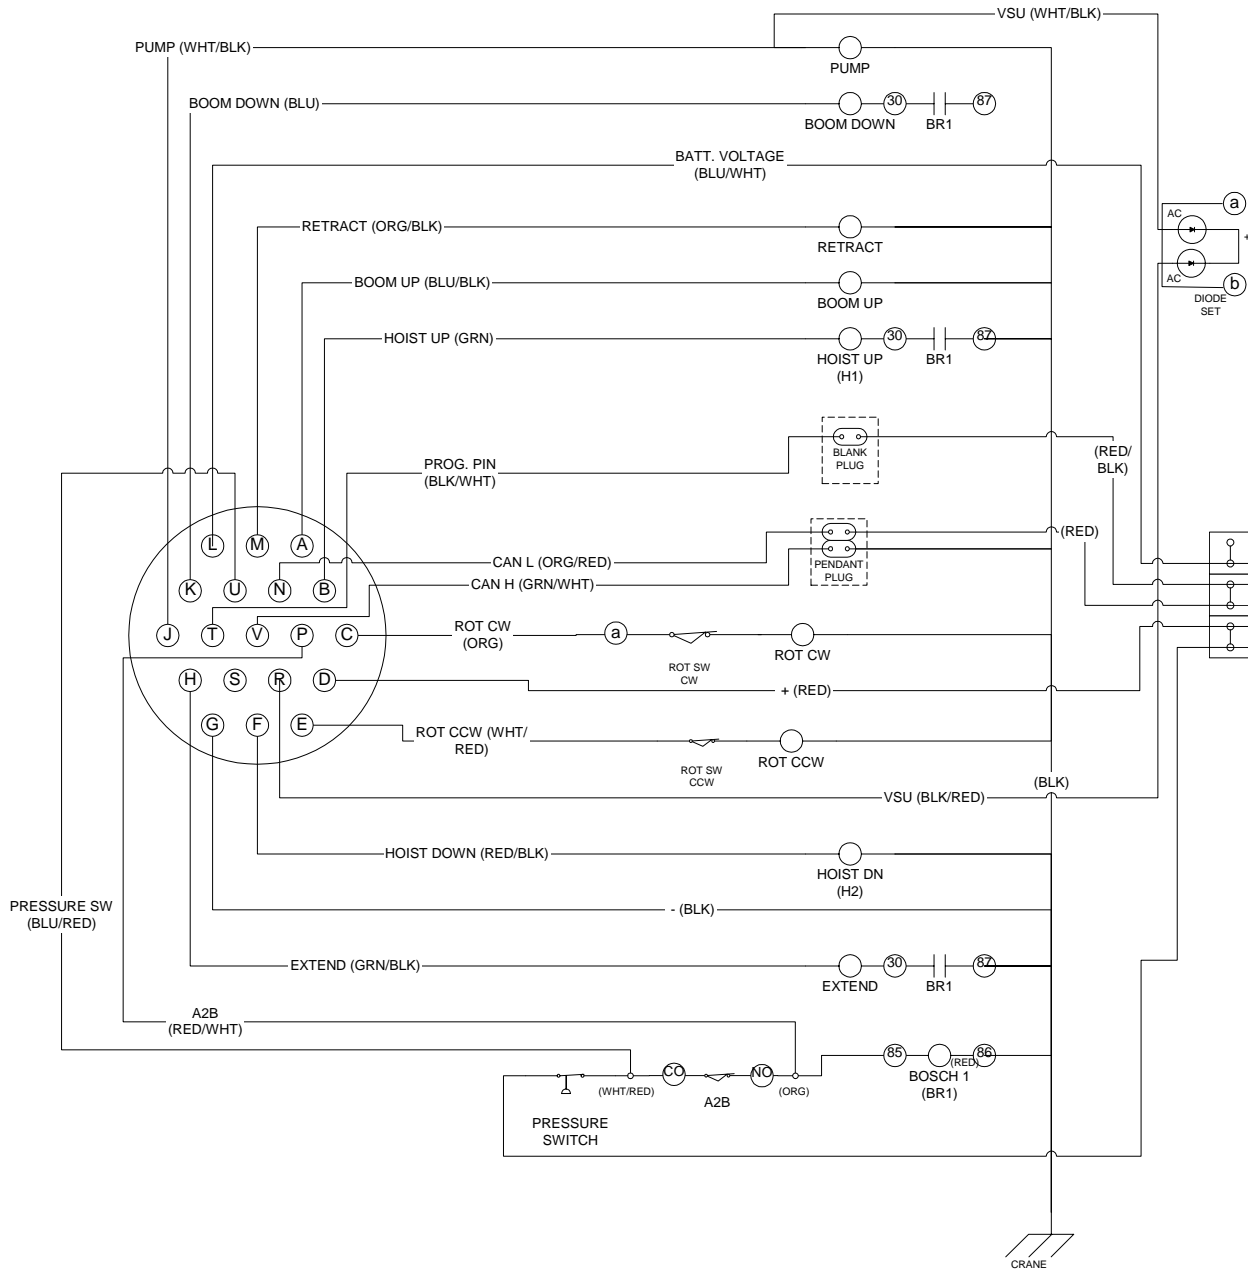 VSU (WHT/BLK)
PUMP (WHT/BLK)
PUMP
BOOM DOWN (BLU)
30
87
BOOM DOWN
BR1
BATT. VOLTAGE
(BLU/WHT)
a
AC
+
AC
b
DIODE
SET
RETRACT (ORG/BLK)
RETRACT
BOOM UP (BLU/BLK)
BOOM UP
HOIST UP (GRN)
30
87
HOIST UP
(H1)
BR1
BLANK
PLUG
(RED/
BLK)
PROG. PIN
(BLK/WHT)
(RED)
PENDANT
PLUG
CAN L (ORG/RED)
CAN H (GRN/WHT)
L
M
A
K
U
N
B
J
T
V
P
C
H
S
R
D
G
F
E
ROT CW
(ORG)
a
ROT SW
CW
ROT CW
+ (RED)
ROT CCW (WHT/
RED)
ROT SW
CCW
ROT CCW
(BLK)
VSU (BLK/RED)
HOIST DOWN (RED/BLK)
HOIST DN
(H2)
PRESSURE SW
(BLU/RED)
- (BLK)
EXTEND (GRN/BLK)
30
87
EXTEND
BR1
A2B
(RED/WHT)
85
86
(RED)
BOSCH 1
(BR1)
CO
NO
(WHT/RED)
A2B
(ORG)
PRESSURE
SWITCH
CRANE